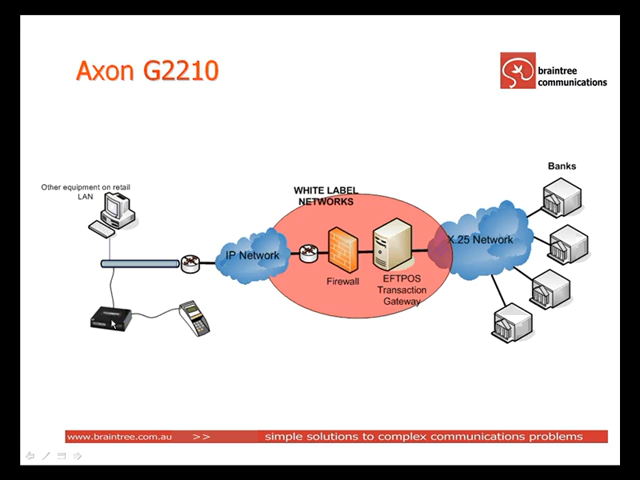 Axon G2210
braintree
communications
Banks
Other equipment on retail
LAN
WHITE LABEL
NETWORKS
IP Network
X.25 Network
Firewall
EFTPOS
Transaction
Gateway
www.braintree.com.au >> simple solutions to complex communications problems